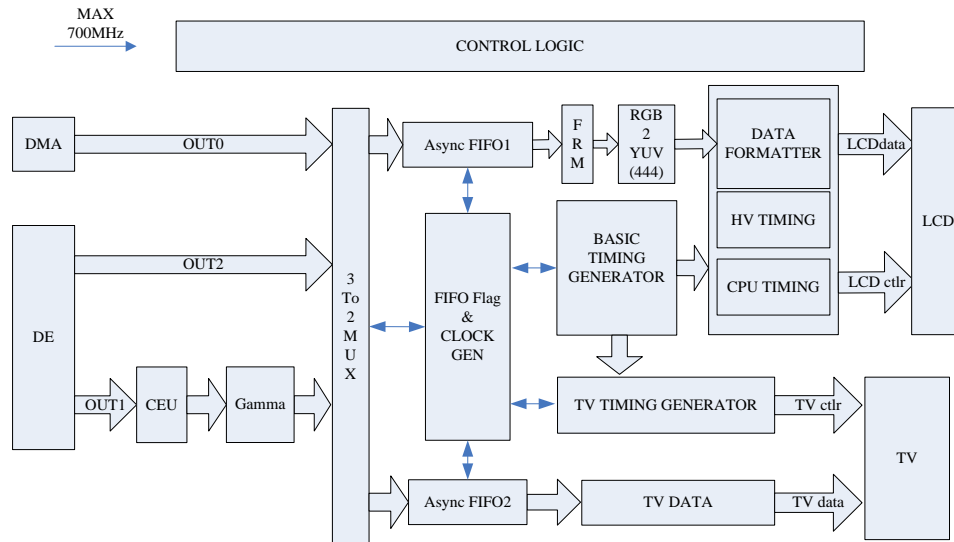 MAX
700MHz
CONTROL LOGIC
DMA
OUT0
Async FIFO1
F
R
M
RGB
2
YUV
(444)
DATA
FORMATTER
LCDdata
HV TIMING
CPU TIMING
LCD ctlr
LCD
DE
OUT2
3
To
2
M
U
X
FIFO Flag
&
CLOCK
GEN
BASIC
TIMING
GENERATOR
OUT1
CEU
Gamma
TV TIMING GENERATOR
TV ctlr
TV
Async FIFO2
TV DATA
TV data